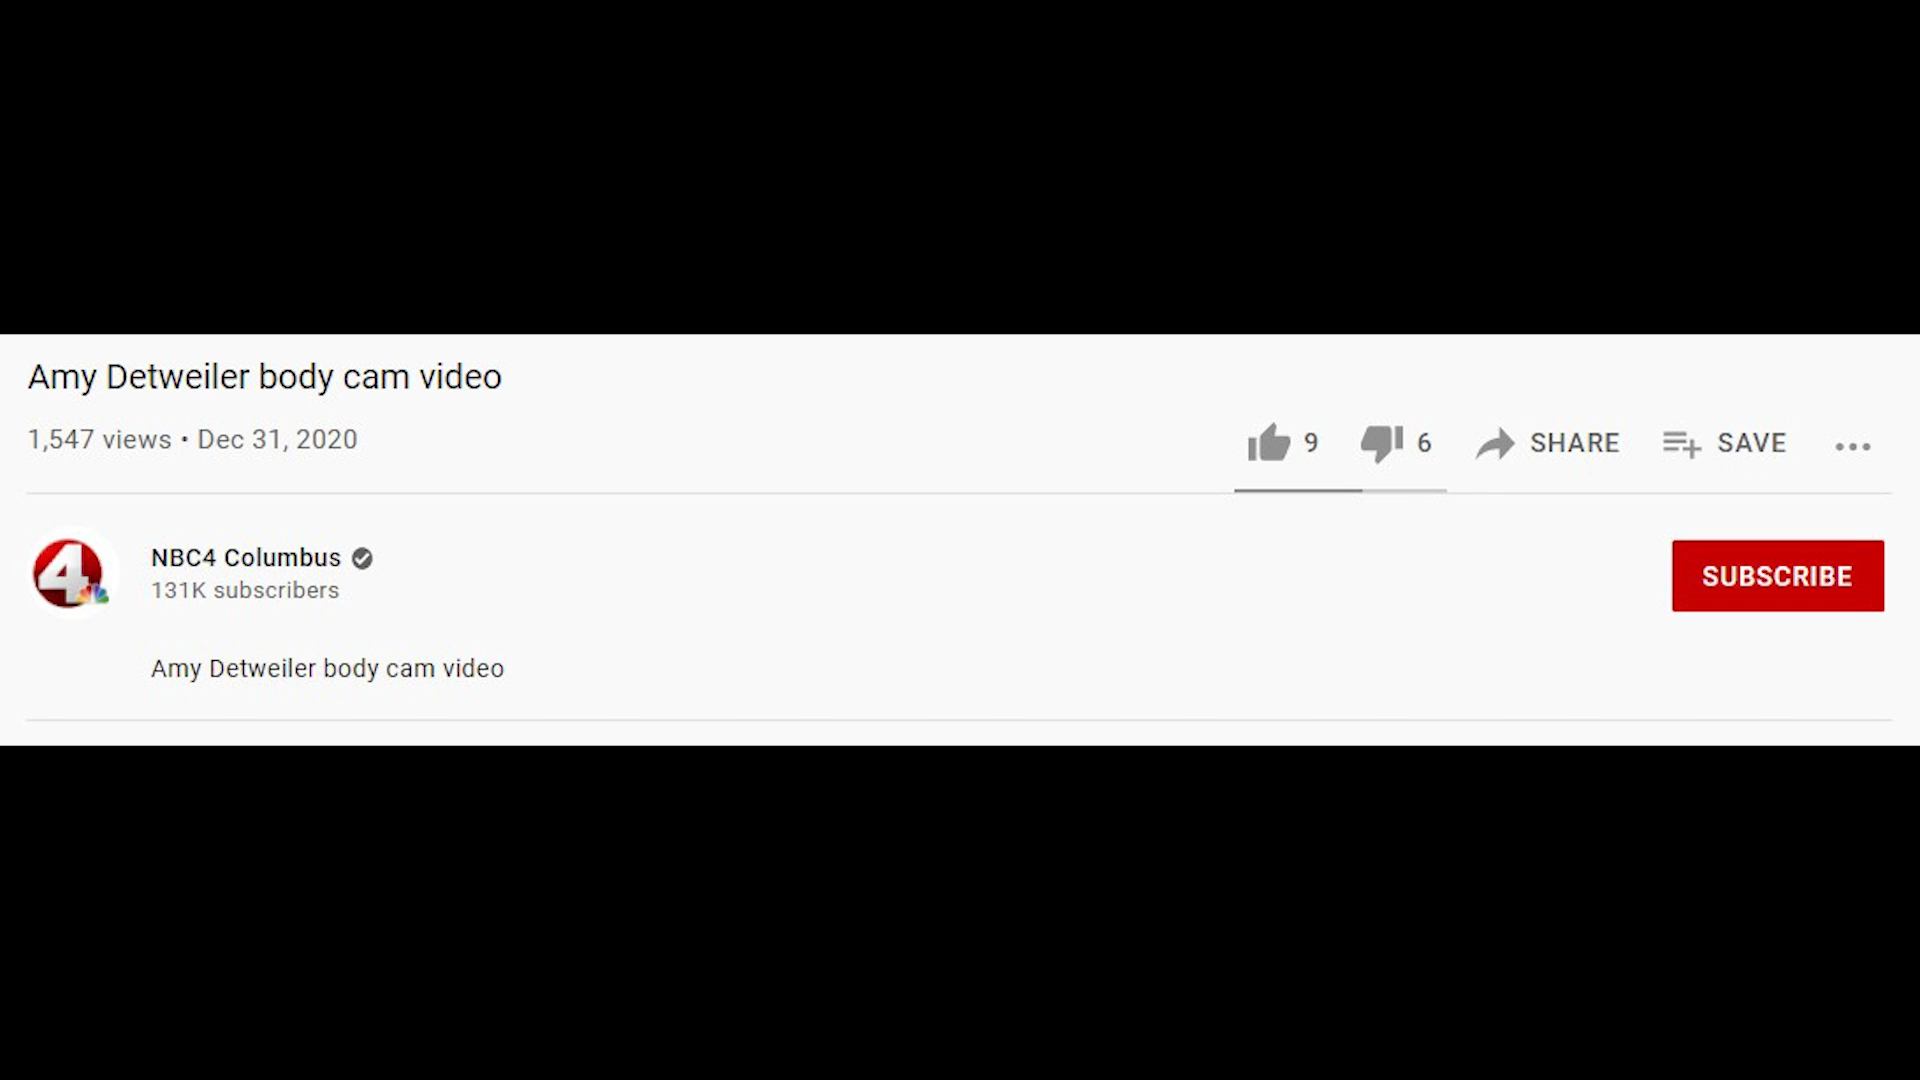 Amy Detweiler body cam video
1,547 views • Dec 31, 2020
9 6 SHARE SAVE
4 NBC4 Columbus
131K subscribers
SUBSCRIBE
Amy Detweiler body cam video